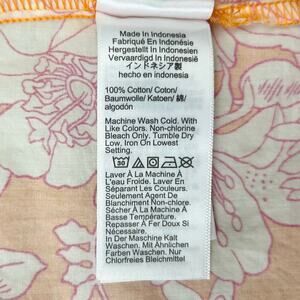 Made In Indonesia
Fabriqué En Indonésie
Hergestellt In Indonesien
Vervaardigd In Indonesië
インドネシア製
hecho en indonesia
100% Cotton/ Coton/
Baumwolle/ Katoen/ 綿/
algodón
Machine Wash Cold. With
Like Colors. Non-chlorine
Bleach Only. Tumble Dry
Low. Iron On Lowest
Setting.
30
Laver À La Machine À
L'eau Froide. Laver En
Séparant Les Couleurs.
Seulement Agent De
Blanchiment Non-chloré.
Sécher À La Machine À
Basse Température.
Repasser À Fer Doux Si
Nécessaire.
In Der Maschine Kalt
Waschen. Mit Ähnlichen
Farben Waschen. Nur
Chlorfreies Bleichmittel